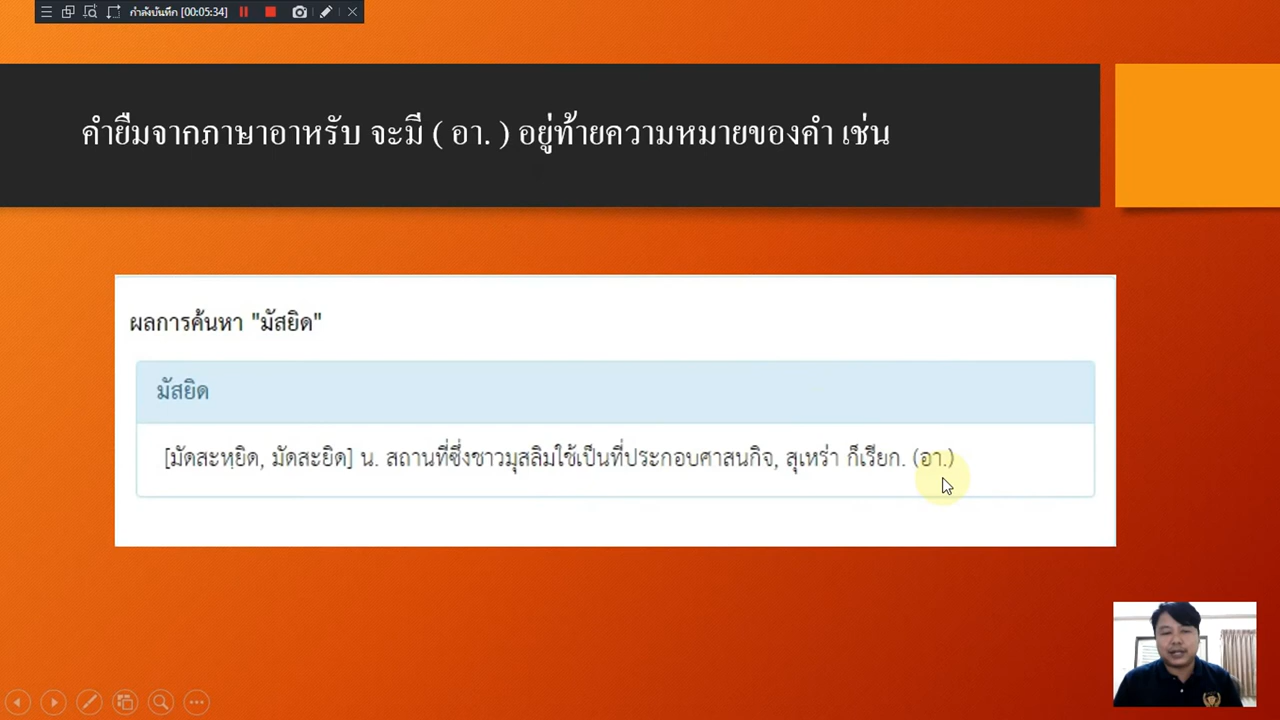 กำลังบันทึก [00:05:34]
คำยืมจากภาษาอาหรับ จะมี ( อา. ) อยู่ท้ายความหมายของคำ เช่น
ผลการค้นหา "มัสยิด"
มัสยิด
[มัดสะหฺยิด, มัดสะยิด] น. สถานที่ซึ่งชาวมุสลิมใช้เป็นที่ประกอบศาสนกิจ, สุเหร่า ก็เรียก. (อา.)